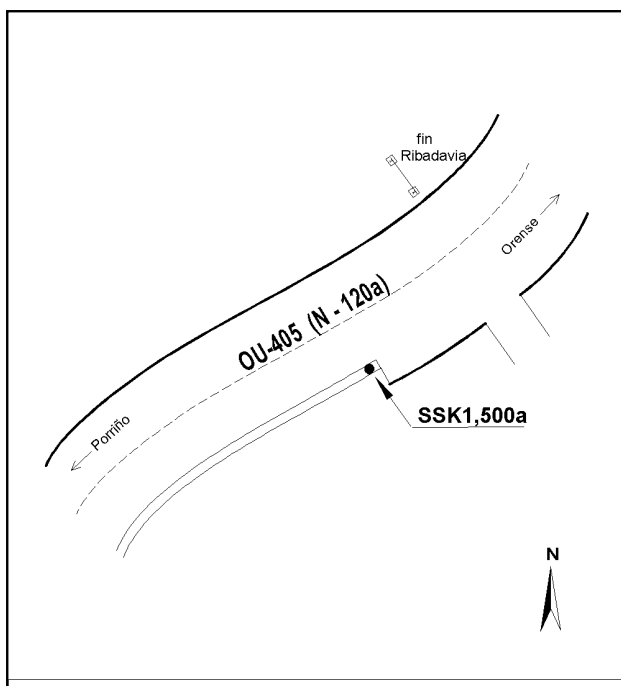 fin
Ribadavia
Orense
OU-405 (N - 120a)
SSK1,500a
Porriño
N